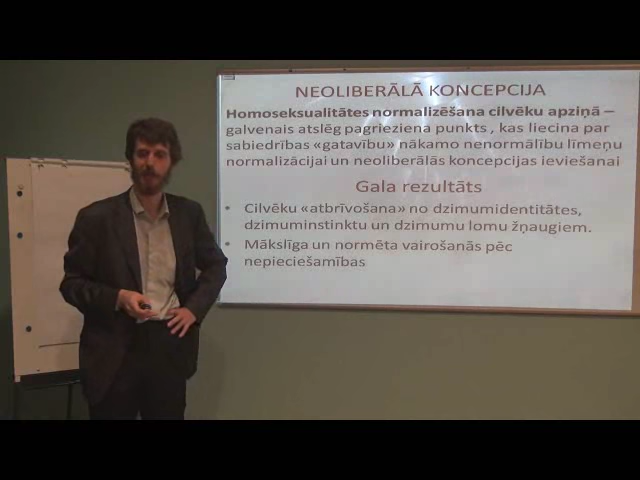 NEOLIBERĀLĀ KONCEPCIJA
Homoseksualitātes normalizēšana cilvēku apziņā –
galvenais atslēg pagrieziena punkts , kas liecina par
sabiedrības «gatavību» nākamo nenormālību līmeņu
normalizācijai un neoliberālās koncepcijas ieviešanai
Gala rezultāts
• Cilvēku «atbrīvošana» no dzimumidentitātes,
dzimuminstinktu un dzimumu lomu žņaugiem.
• Mākslīga un normēta vairošanās pēc
nepieciešamības